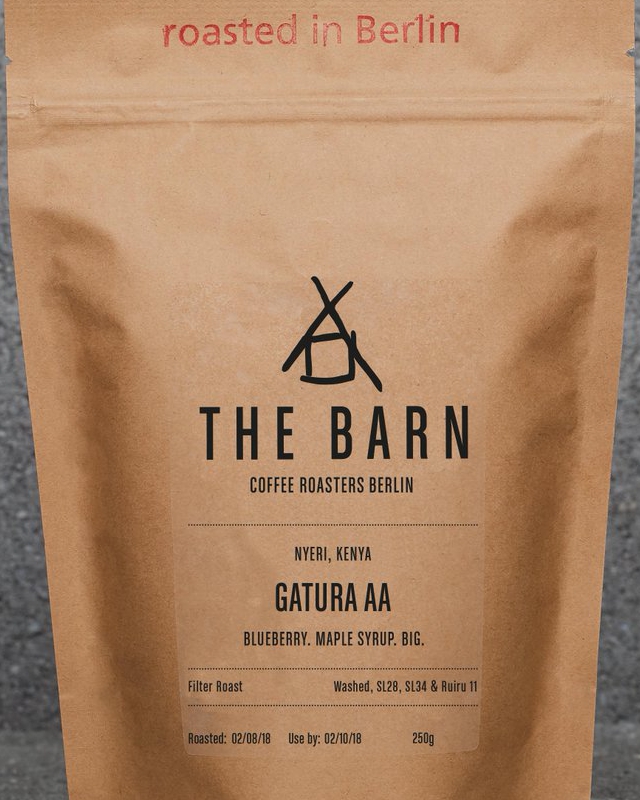 roasted in Berlin
THE BARN
COFFEE ROASTERS BERLIN
NYERI, KENYA
GATURA AA
BLUEBERRY. MAPLE SYRUP. BIG.
Filter Roast Washed, SL28, SL34 & Ruiru 11
Roasted: 02/08/18 Use by: 02/10/18 250g